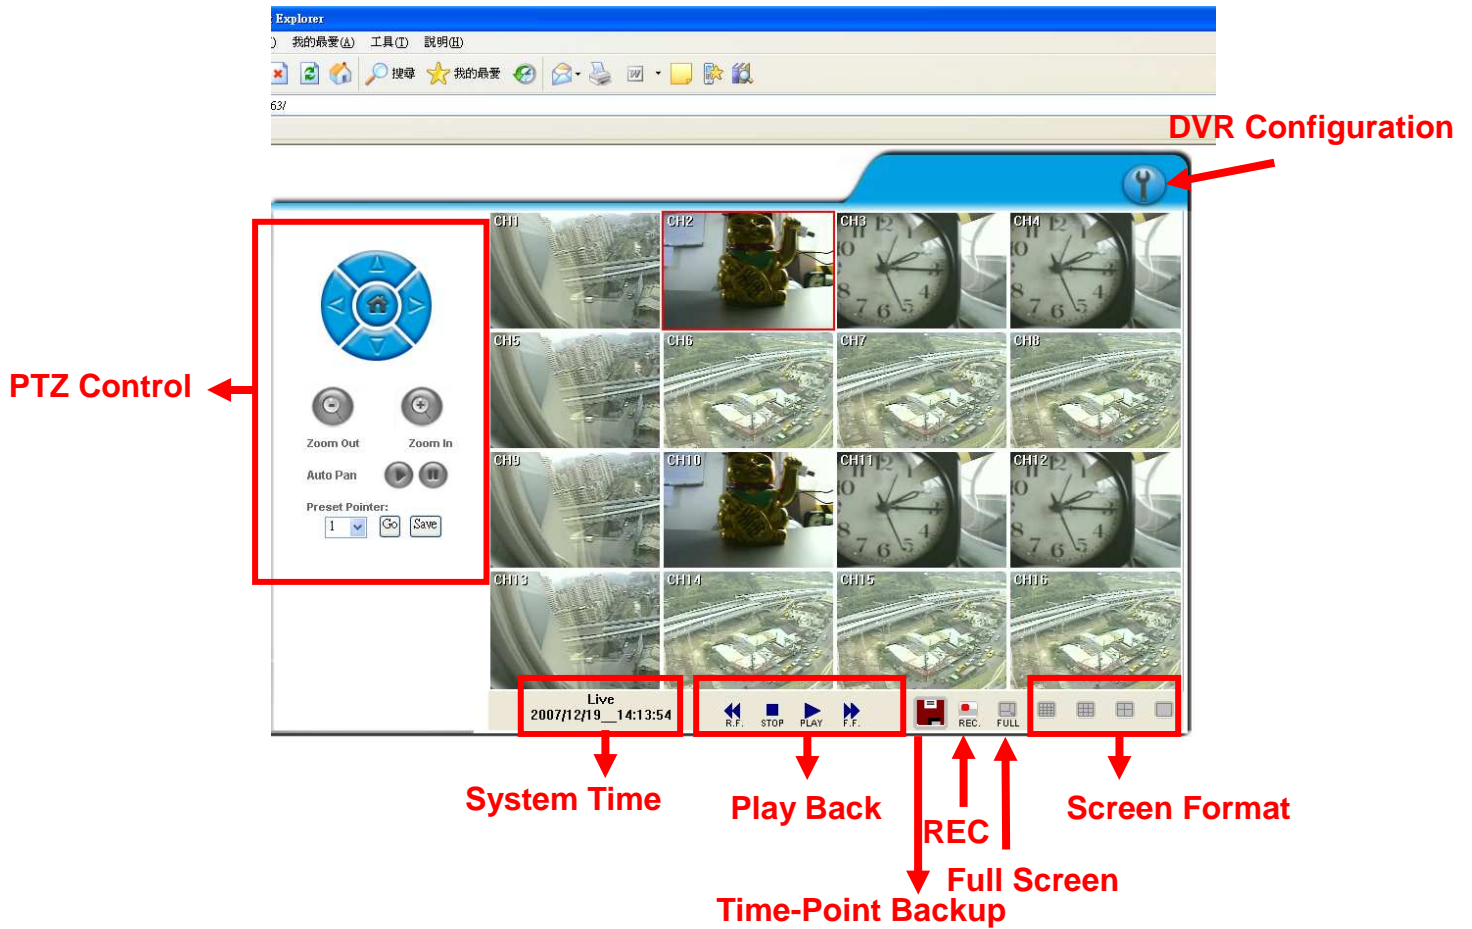 Explorer
) 我的最愛(A) 工具(T) 説明(H)
搜尋 我的最愛
63/
DVR Configuration
CH1 CH2 CH3 CH4
CH5 CH6 CH7 CH8
CH9 CH10 CH11 CH12
CH13 CH14 CH15 CH16
PTZ Control
Zoom Out Zoom In
Auto Pan
Preset Pointer:
1 Go Save
Live
2007/12/19__14:13:54
R.F. STOP PLAY F.F. REC. FULL
System Time
Play Back
Screen Format
REC
Full Screen
Time-Point Backup